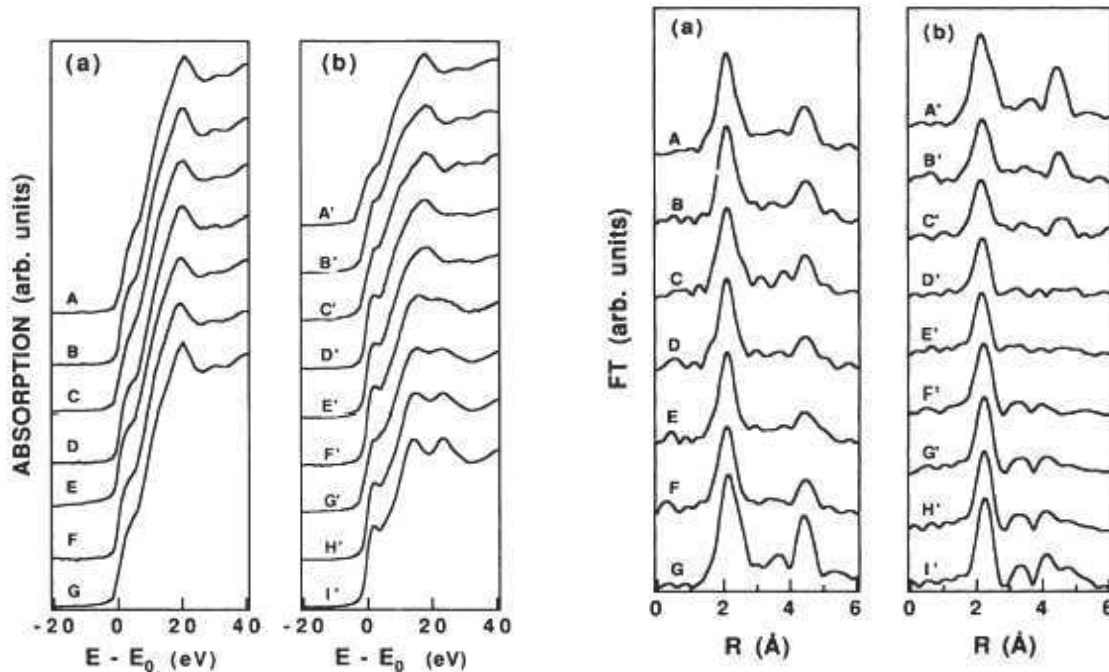 ABSORPTION (arb. units)
(a)
A
B
C
D
E
F
G
-20 0 20 40
E - E₀ (eV)
(b)
A'
B'
C'
D'
E'
F'
G'
H'
I'
-20 0 20 40
E - E₀ (eV)
FT (arb. units)
(a)
A
B
C
D
E
F
G
0 2 4 6
R (Å)
(b)
A'
B'
C'
D'
E'
F'
G'
H'
I'
0 2 4 6
R (Å)